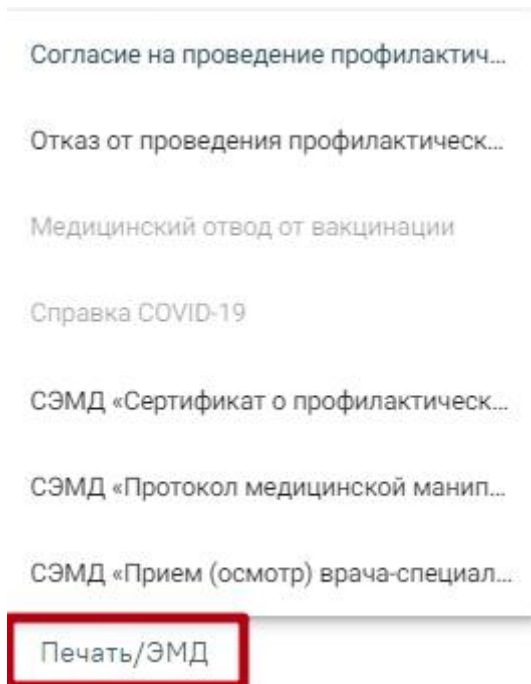 Согласие на проведение профилактич...
Отказ от проведения профилактическ...
Медицинский отвод от вакцинации
Справка COVID-19
СЭМД «Сертификат о профилактическ...
СЭМД «Протокол медицинской манип...
СЭМД «Прием (осмотр) врача-специал...
Печать/ЭМД